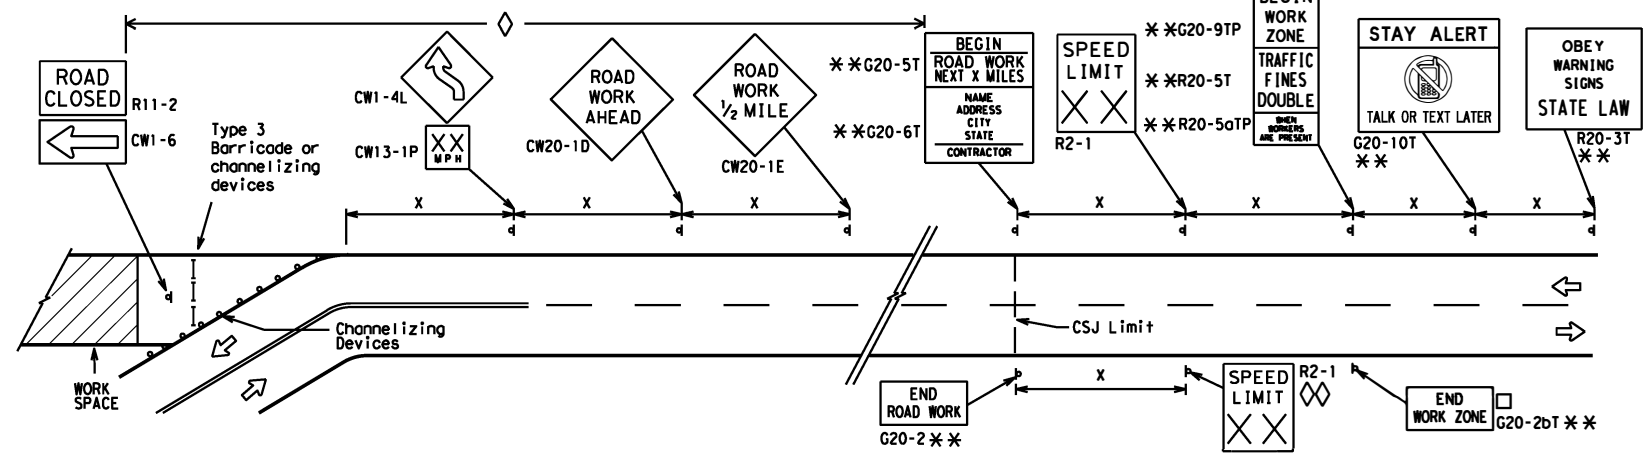 ROAD
CLOSED
R11-2
CW1-6
Type 3
Barricade or
channelizing
devices
CW1-4L
XX
MPH
CW13-1P
ROAD
WORK
AHEAD
CW20-1D
ROAD
WORK
1/2 MILE
CW20-1E
**G20-5T
BEGIN
ROAD WORK
NEXT X MILES
**G20-6T
NAME
ADDRESS
CITY
STATE
CONTRACTOR
SPEED
LIMIT
XX
R2-1
**G20-9TP
BEGIN
WORK
ZONE
**R20-5T
TRAFFIC
FINES
DOUBLE
**R20-5aTP
WHEN
WORKERS
ARE PRESENT
STAY ALERT
TALK OR TEXT LATER
G20-10T
**
OBEY
WARNING
SIGNS
STATE LAW
R20-3T
**
X
X
X
X
X
X
X
Channelizing
Devices
WORK
SPACE
CSJ Limit
END
ROAD WORK
G20-2**
X
SPEED
LIMIT
XX
R2-1
END
WORK ZONE
G20-2bT **